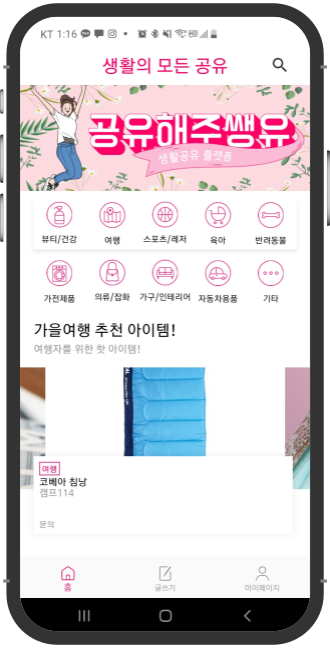 KT 1:16
생활의 모든 공유
공유해주쌩유
생활공유 플랫폼
뷰티/건강 여행 스포츠/레저 육아 반려동물
가전제품 의류/잡화 가구/인테리어 자동차용품 기타
가을여행 추천 아이템!
여행자를 위한 핫 아이템!
여행
코베아 침낭
캠프114
문의
홈 글쓰기 마이페이지